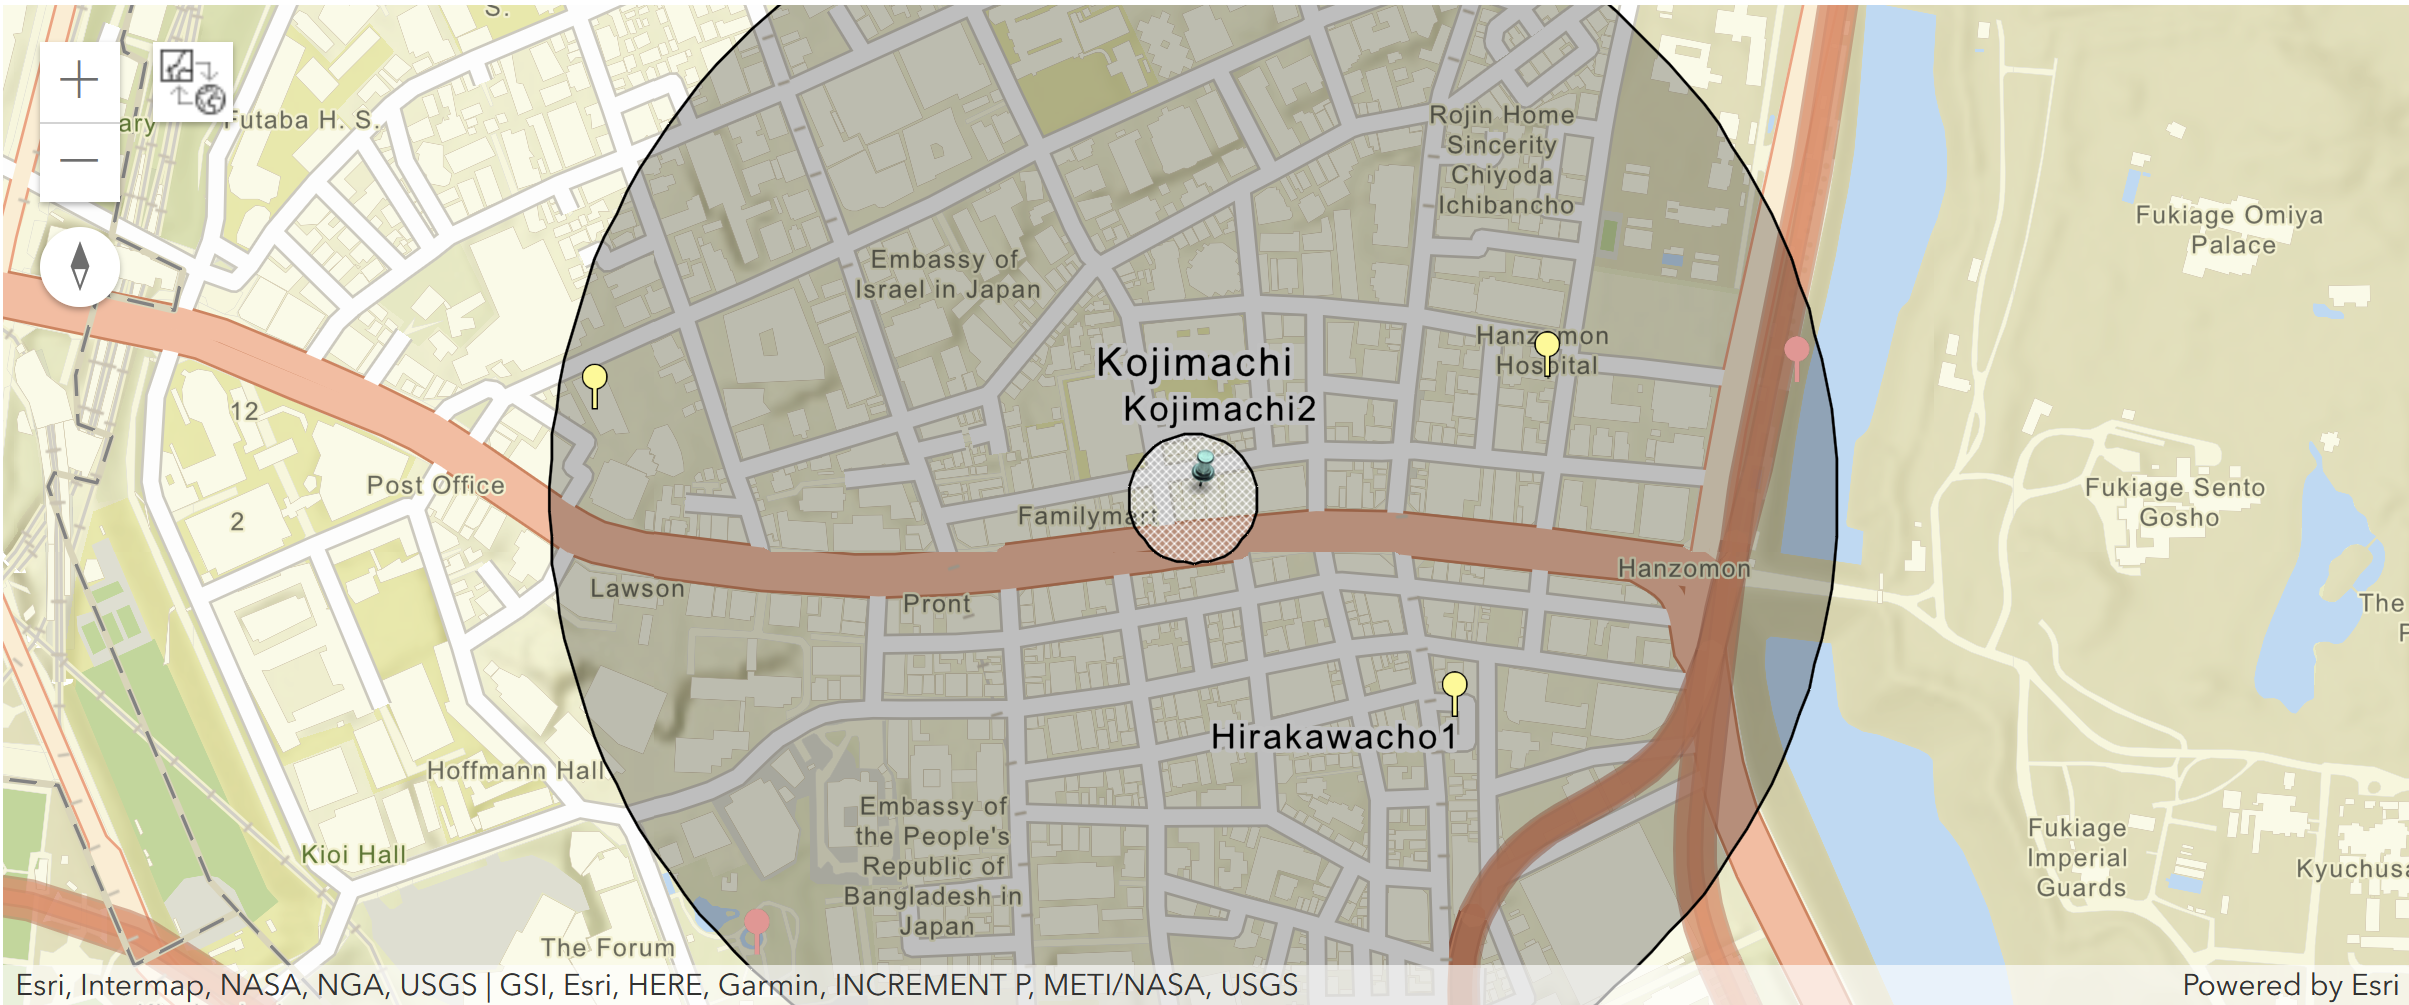 S.
ary
Futaba H. S.
Rojin Home
Sincerity
Chiyoda
Ichibancho
Fukiage Omiya
Palace
Embassy of
Israel in Japan
Hospital
Kojimachi
Kojimachi2
12
Post Office
2
Fukiage Sento
Gosho
Lawson
Pront
Hanzomon
The
Hirakawacho1
Hoffmann Hall
Embassy of
the People's
Republic of
Bangladesh in
Japan
Kioi Hall
Fukiage
Imperial
Guards
The Forum
Esri, Intermap, NASA, NGA, USGS | GSI, Esri, HERE, Garmin, INCREMENT P, METI/NASA, USGS
Powered by Esri